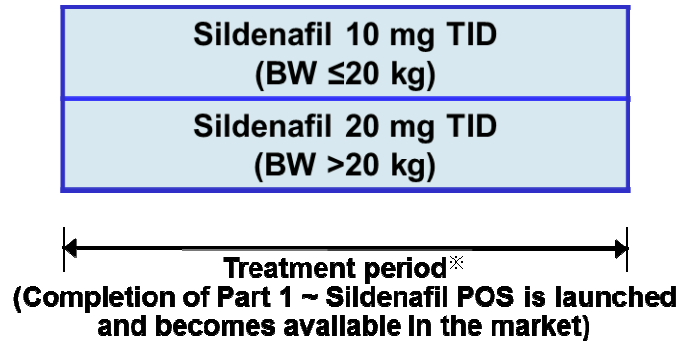 Sildenafil 10 mg TID
(BW ≤20 kg)
Sildenafil 20 mg TID
(BW >20 kg)
Treatment period※
(Completion of Part 1 ~ Sildenafil POS is launched
and becomes available in the market)